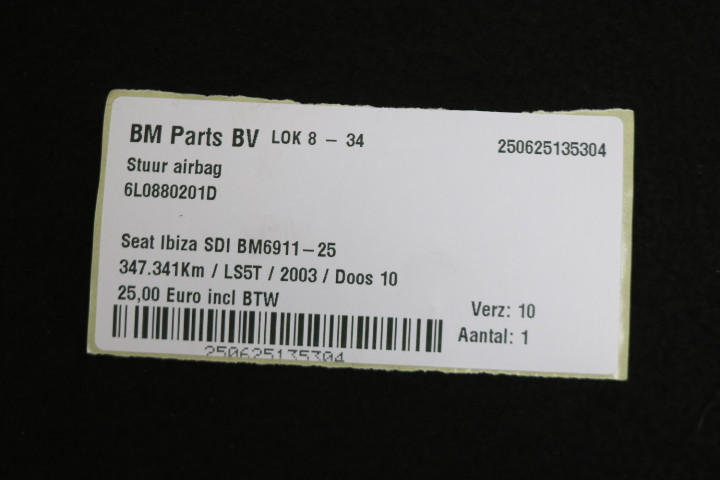 BM Parts BV LOK 8 - 34 250625135304
Stuur airbag
6L0880201D
Seat Ibiza SDI BM6911-25
347.341Km / LS5T / 2003 / Doos 10
25,00 Euro incl BTW
Verz: 10
Aantal: 1
250625135304